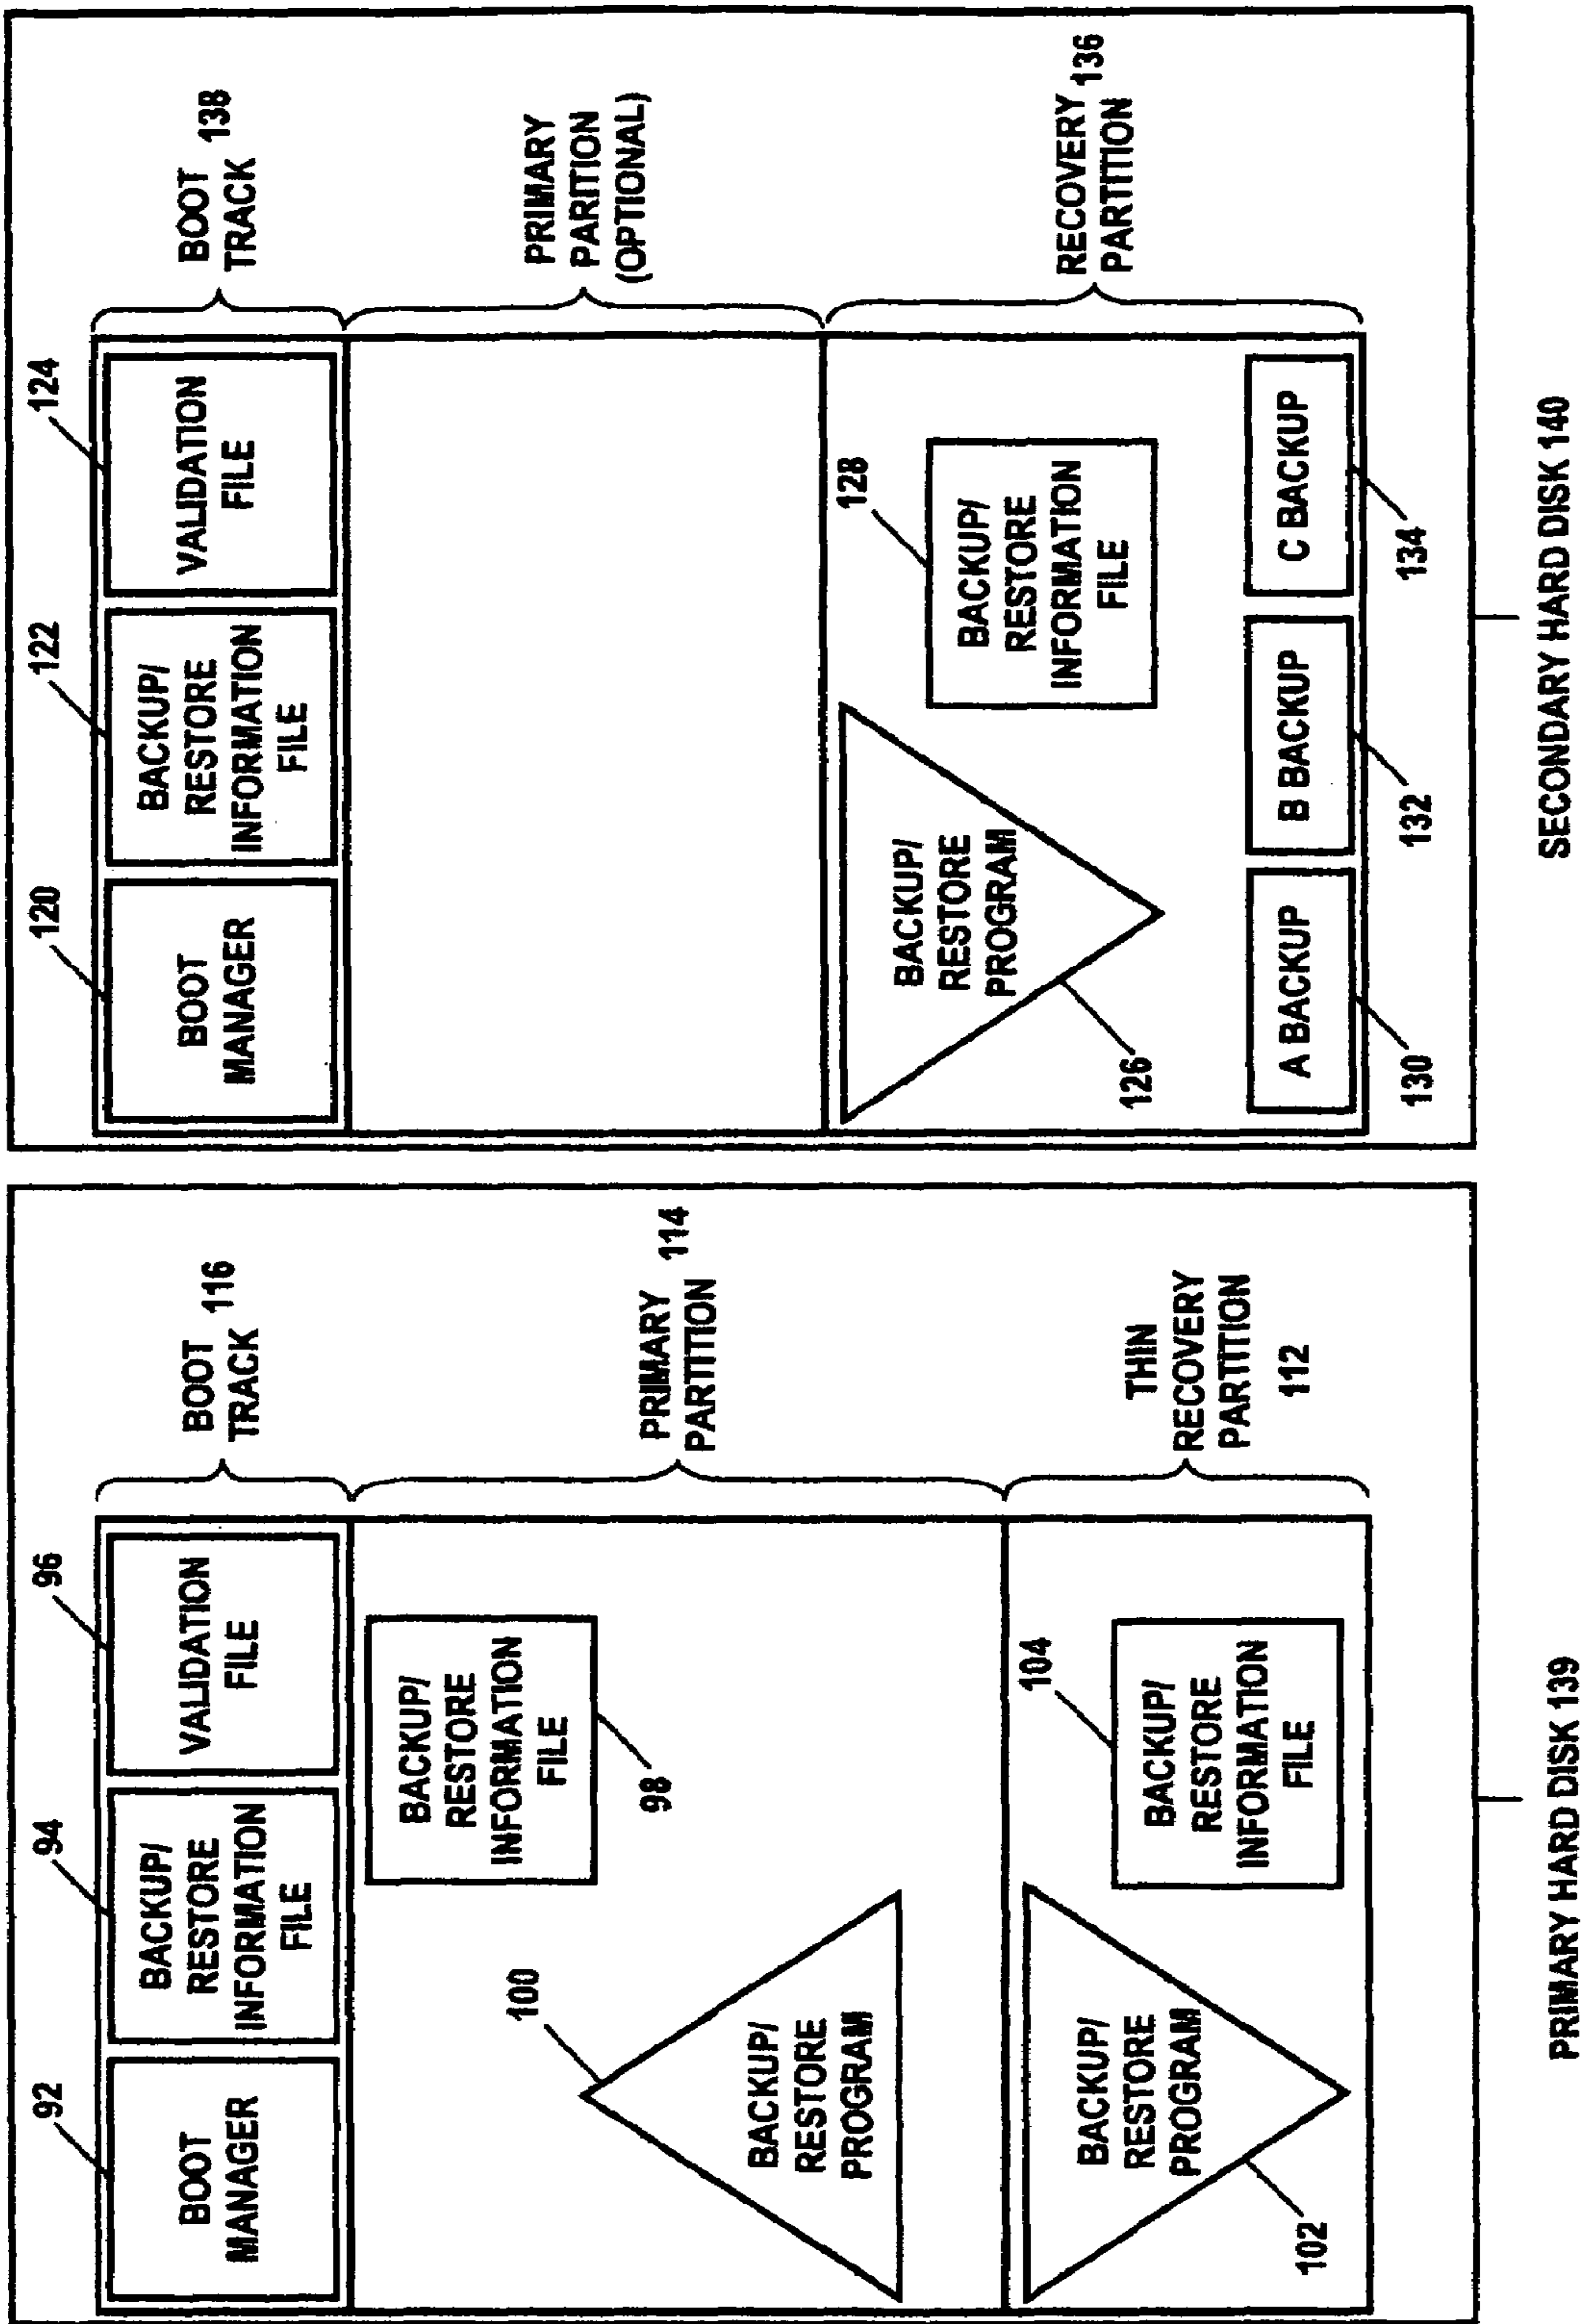 92
94
96
BOOT
MANAGER
BACKUP/
RESTORE
INFORMATION
FILE
VALIDATION
FILE
BOOT
TRACK 116
BACKUP/
RESTORE
INFORMATION
FILE
98
100
BACKUP/
RESTORE
PROGRAM
PRIMARY
PARTITION 114
BACKUP/
RESTORE
PROGRAM
102
104
BACKUP/
RESTORE
INFORMATION
FILE
THIN
RECOVERY
PARTITION
112
PRIMARY HARD DISK 139
120
122
124
BOOT
MANAGER
BACKUP/
RESTORE
INFORMATION
FILE
VALIDATION
FILE
BOOT
TRACK 138
PRIMARY
PARITION
(OPTIONAL)
BACKUP/
RESTORE
PROGRAM
126
128
BACKUP/
RESTORE
INFORMATION
FILE
RECOVERY 136
PARTITION
A BACKUP
B BACKUP
C BACKUP
130
132
134
SECONDARY HARD DISK 140